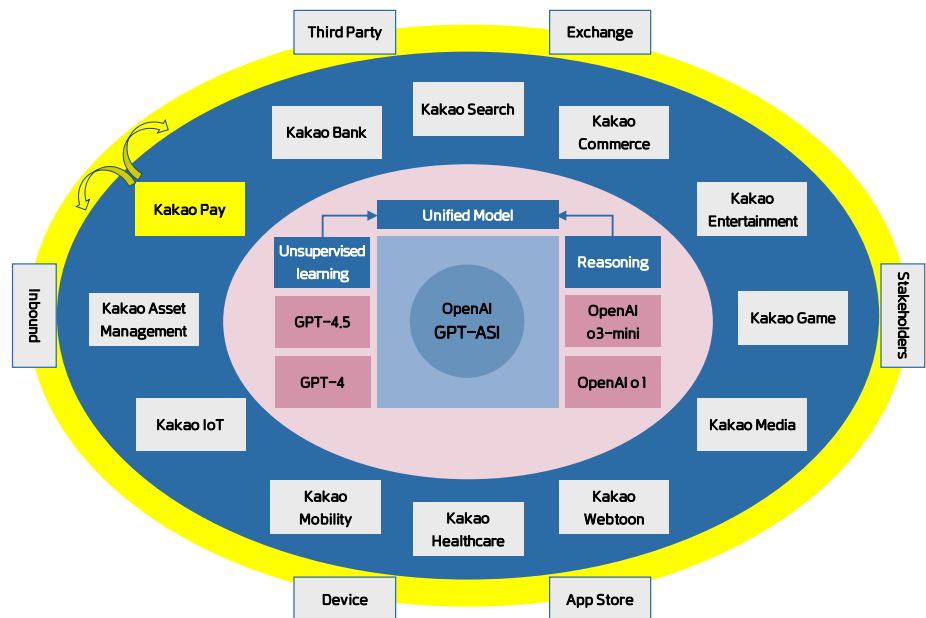 Third Party
Exchange
Kakao Search
Kakao Bank
Kakao
Commerce
Kakao Pay
Kakao
Entertainment
Unified Model
Unsupervised
learning
Reasoning
Inbound
Stakeholders
Kakao Asset
Management
GPT-4.5
OpenAI
GPT-ASI
OpenAI
o3-mini
Kakao Game
GPT-4
OpenAI o1
Kakao IoT
Kakao Media
Kakao
Mobility
Kakao
Healthcare
Kakao
Webtoon
Device
App Store